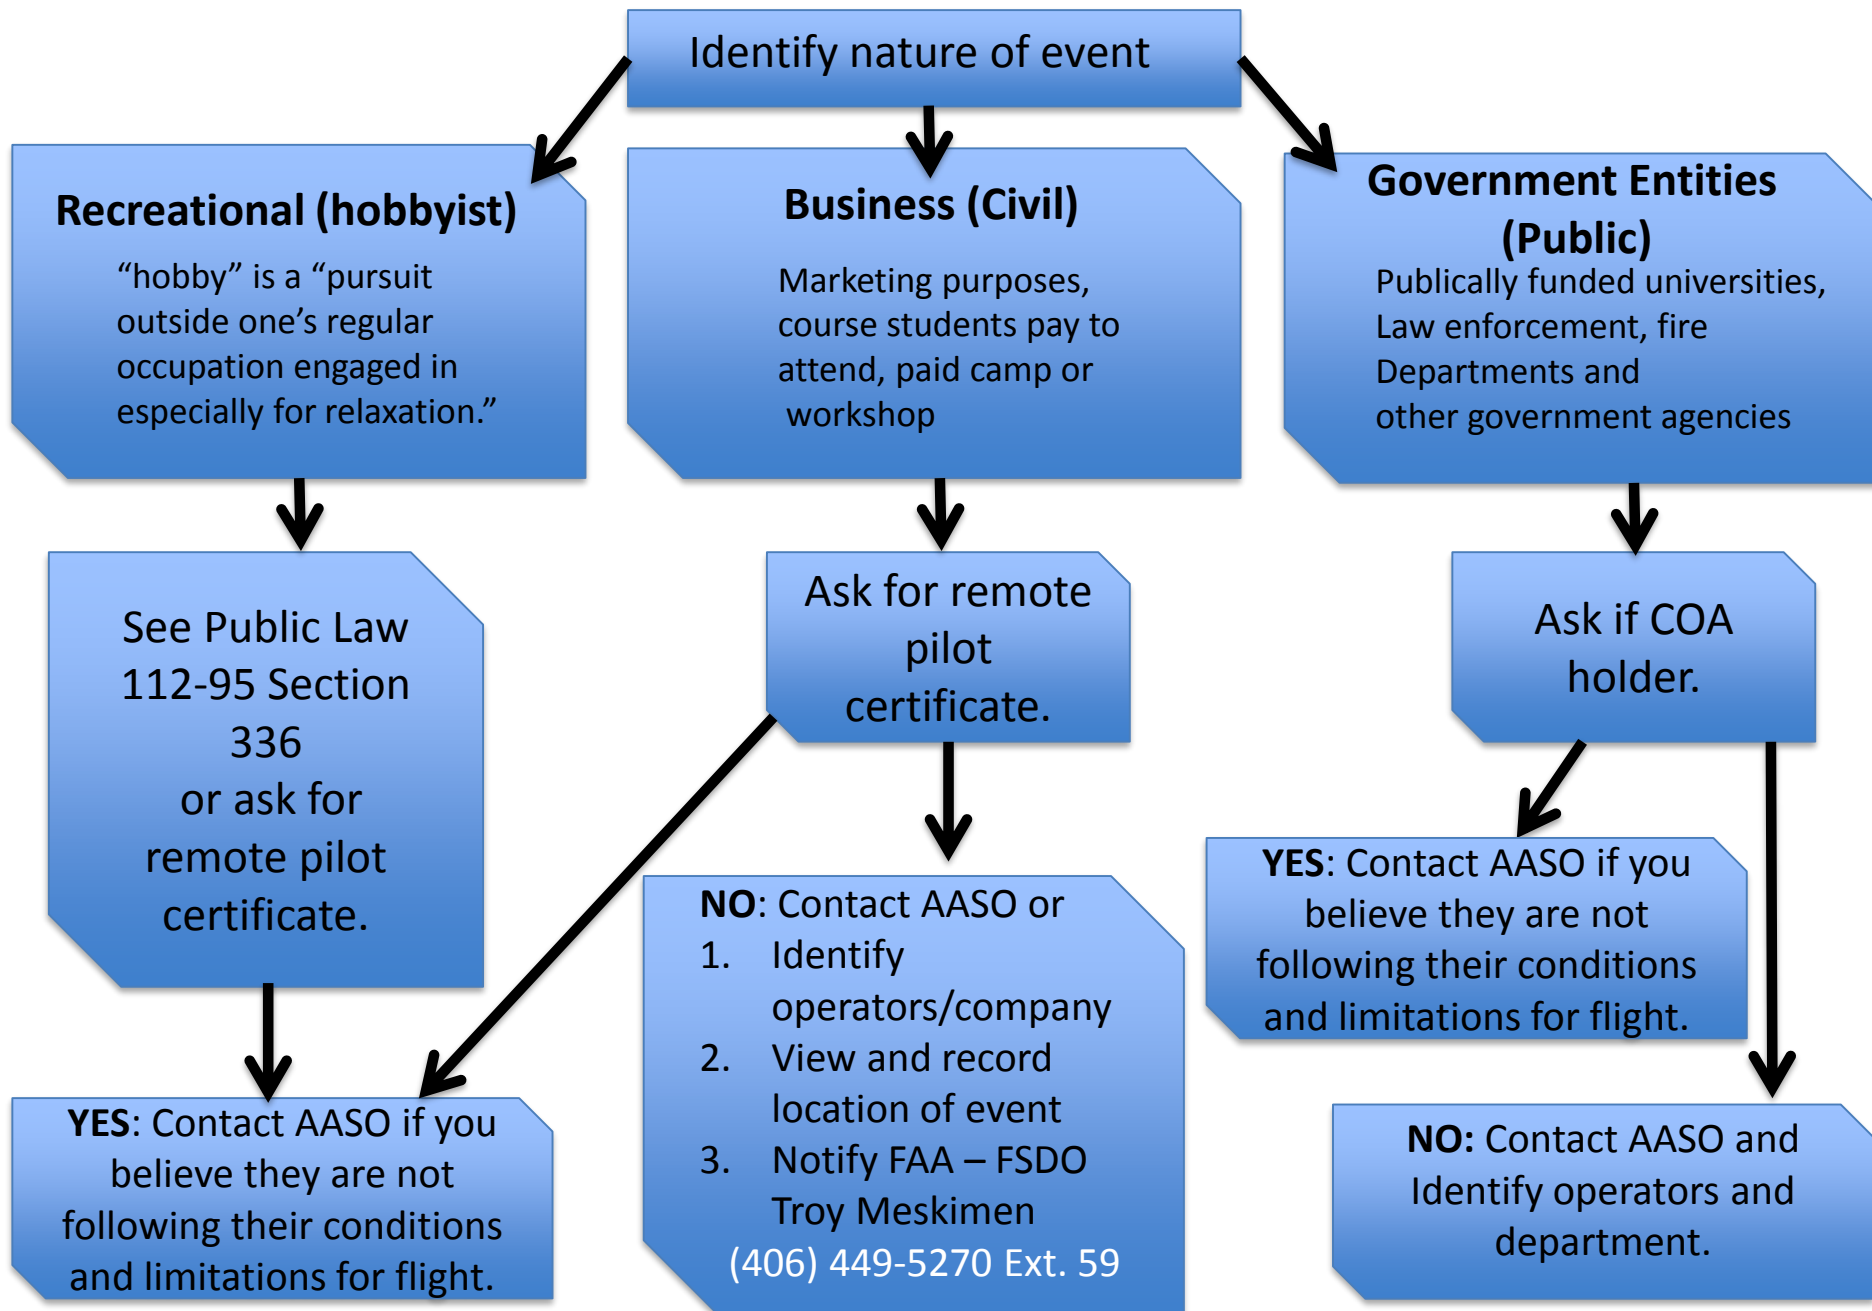 Identify nature of event
Recreational (hobbyist)
“hobby” is a “pursuit
outside one’s regular
occupation engaged in
especially for relaxation.”
Business (Civil)
Marketing purposes,
course students pay to
attend, paid camp or
workshop
Government Entities
(Public)
Publically funded universities,
Law enforcement, fire
Departments and
other government agencies
See Public Law
112-95 Section
336
or ask for
remote pilot
certificate.
Ask for remote
pilot
certificate.
Ask if COA
holder.
YES: Contact AASO if you
believe they are not
following their conditions
and limitations for flight.
NO: Contact AASO or
1. Identify
operators/company
2. View and record
location of event
3. Notify FAA – FSDO
Troy Meskimen
(406) 449-5270 Ext. 59
YES: Contact AASO if you
believe they are not
following their conditions
and limitations for flight.
NO: Contact AASO and
Identify operators and
department.